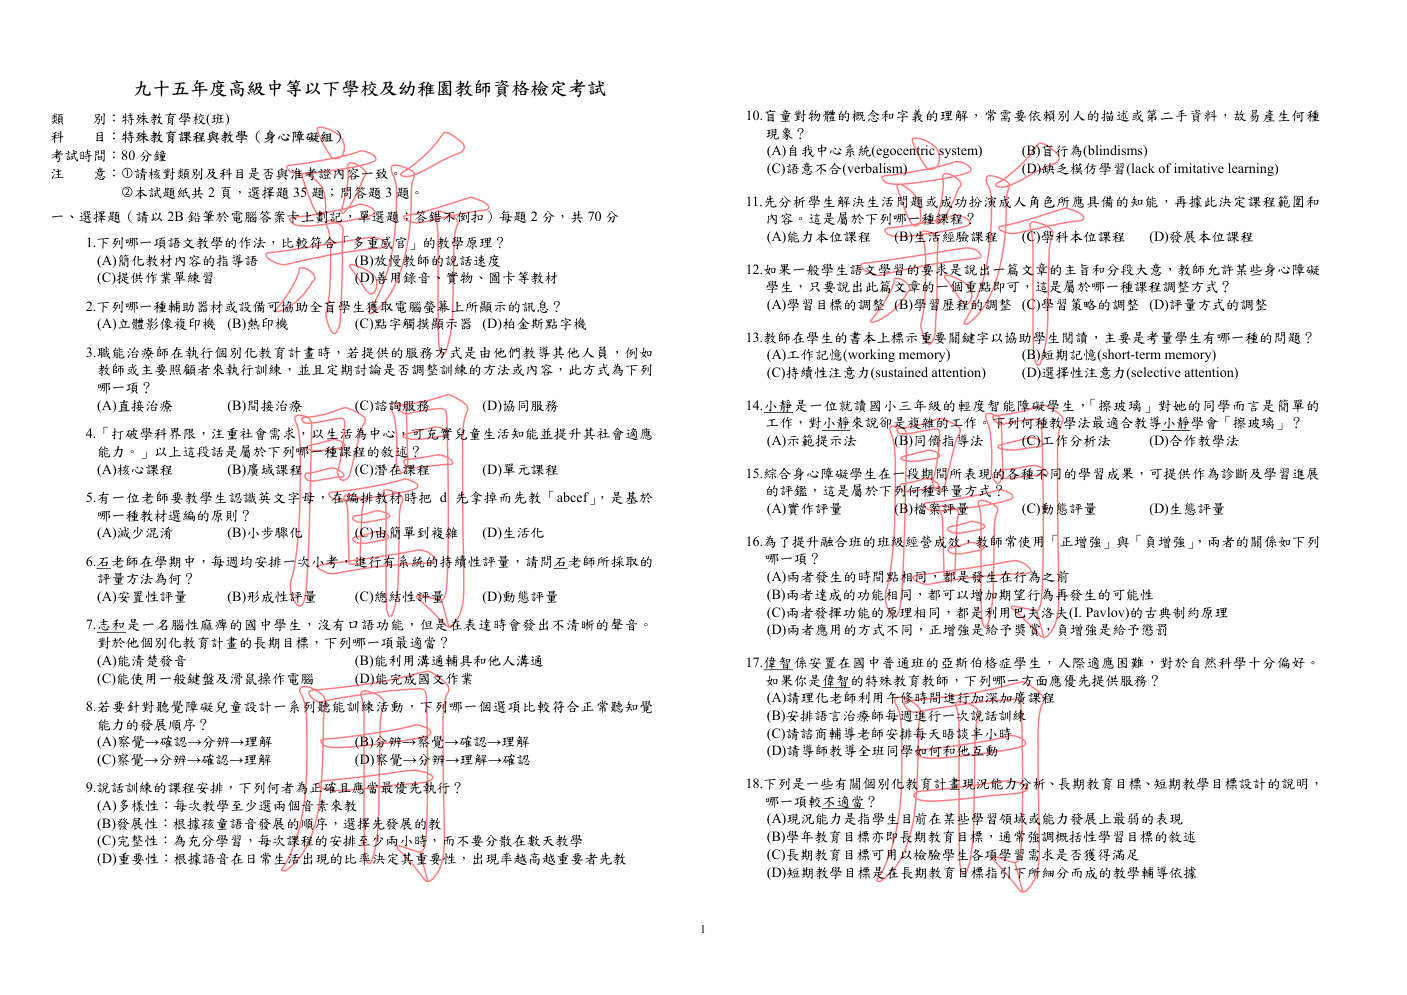 九十五年度高級中等以下學校及幼稚園教師資格檢定考試
類　　別：特殊教育學校(班)
科　　目：特殊教育課程與教學（身心障礙組）
考試時間：80 分鐘
注　　意：①請核對類別及科目是否與准考證內容一致。
②本試題紙共 2 頁，選擇題 35 題；問答題 3 題。
一、選擇題（請以 2B 鉛筆於電腦答案卡上劃記，單選題；答錯不倒扣）每題 2 分，共 70 分
1.下列哪一項語文教學的作法，比較符合「多重感官」的教學原理？
(A)簡化教材內容的指導語 (B)放慢教師的說話速度
(C)提供作業單練習 (D)善用錄音、實物、圖卡等教材
2.下列哪一種輔助器材或設備可協助全盲學生獲取電腦螢幕上所顯示的訊息？
(A)立體影像複印機 (B)熱印機 (C)點字觸摸顯示器 (D)柏金斯點字機
3.職能治療師在執行個別化教育計畫時，若提供的服務方式是由他們教導其他人員，例如
教師或主要照顧者來執行訓練，並且定期討論是否調整訓練的方法或內容，此方式為下列
哪一項？
(A)直接治療 (B)間接治療 (C)諮詢服務 (D)協同服務
4.「打破學科界限，注重社會需求，以生活為中心，可充實兒童生活知能並提升其社會適應
能力。」以上這段話是屬於下列哪一種課程的敘述？
(A)核心課程 (B)廣域課程 (C)潛在課程 (D)單元課程
5.有一位老師要教學生認識英文字母，在編排教材時把 d 先拿掉而先教「abcef」，是基於
哪一種教材選編的原則？
(A)減少混淆 (B)小步驟化 (C)由簡單到複雜 (D)生活化
6.石老師在學期中，每週均安排一次小考，進行有系統的持續性評量，請問石老師所採取的
評量方法為何？
(A)安置性評量 (B)形成性評量 (C)總結性評量 (D)動態評量
7.志和是一名腦性麻痺的國中學生，沒有口語功能，但是在表達時會發出不清晰的聲音。
對於他個別化教育計畫的長期目標，下列哪一項最適當？
(A)能清楚發音 (B)能利用溝通輔具和他人溝通
(C)能使用一般鍵盤及滑鼠操作電腦 (D)能完成國文作業
8.若要針對聽覺障礙兒童設計一系列聽能訓練活動，下列哪一個選項比較符合正常聽知覺
能力的發展順序？
(A)察覺→確認→分辨→理解 (B)分辨→察覺→確認→理解
(C)察覺→分辨→確認→理解 (D)察覺→分辨→理解→確認
9.說話訓練的課程安排，下列何者為正確且應當最優先執行？
(A)多樣性：每次教學至少選兩個音素來教
(B)發展性：根據孩童語音發展的順序，選擇先發展的教
(C)完整性：為充分學習，每次課程的安排至少兩小時，而不要分散在數天教學
(D)重要性：根據語音在日常生活出現的比率決定其重要性，出現率越高越重要者先教
10.盲童對物體的概念和字義的理解，常需要依賴別人的描述或第二手資料，故易產生何種
現象？
(A)自我中心系統(egocentric system) (B)盲行為(blindisms)
(C)語意不合(verbalism) (D)缺乏模仿學習(lack of imitative learning)
11.先分析學生解決生活問題或成功扮演成人角色所應具備的知能，再據此決定課程範圍和
內容。這是屬於下列哪一種課程？
(A)能力本位課程 (B)生活經驗課程 (C)學科本位課程 (D)發展本位課程
12.如果一般學生語文學習的要求是說出一篇文章的主旨和分段大意，教師允許某些身心障礙
學生，只要說出此篇文章的一個重點即可，這是屬於哪一種課程調整方式？
(A)學習目標的調整 (B)學習歷程的調整 (C)學習策略的調整 (D)評量方式的調整
13.教師在學生的書本上標示重要關鍵字以協助學生閱讀，主要是考量學生有哪一種的問題？
(A)工作記憶(working memory) (B)短期記憶(short-term memory)
(C)持續性注意力(sustained attention) (D)選擇性注意力(selective attention)
14.小靜是一位就讀國小三年級的輕度智能障礙學生，「擦玻璃」對她的同學而言是簡單的
工作，對小靜來說卻是複雜的工作。下列何種教學法最適合教導小靜學會「擦玻璃」？
(A)示範提示法 (B)同儕指導法 (C)工作分析法 (D)合作教學法
15.綜合身心障礙學生在一段期間所表現的各種不同的學習成果，可提供作為診斷及學習進展
的評鑑，這是屬於下列何種評量方式？
(A)實作評量 (B)檔案評量 (C)動態評量 (D)生態評量
16.為了提升融合班的班級經營成效，教師常使用「正增強」與「負增強」，兩者的關係如下列
哪一項？
(A)兩者發生的時間點相同，都是發生在行為之前
(B)兩者達成的功能相同，都可以增加期望行為再發生的可能性
(C)兩者發揮功能的原理相同，都是利用巴夫洛夫(I. Pavlov)的古典制約原理
(D)兩者應用的方式不同，正增強是給予獎賞，負增強是給予懲罰
17.偉智係安置在國中普通班的亞斯伯格症學生，人際適應困難，對於自然科學十分偏好。
如果你是偉智的特殊教育教師，下列哪一方面應優先提供服務？
(A)請理化老師利用午修時間進行加深加廣課程
(B)安排語言治療師每週進行一次說話訓練
(C)請諮商輔導老師安排每天晤談半小時
(D)請導師教導全班同學如何和他互動
18.下列是一些有關個別化教育計畫現況能力分析、長期教育目標、短期教學目標設計的說明，
哪一項較不適當？
(A)現況能力是指學生目前在某些學習領域或能力發展上最弱的表現
(B)學年教育目標亦即長期教育目標，通常強調概括性學習目標的敘述
(C)長期教育目標可用以檢驗學生各項學習需求是否獲得滿足
(D)短期教學目標是在長期教育目標指引下所細分而成的教學輔導依據
1
新
聞
用
新
聞
用